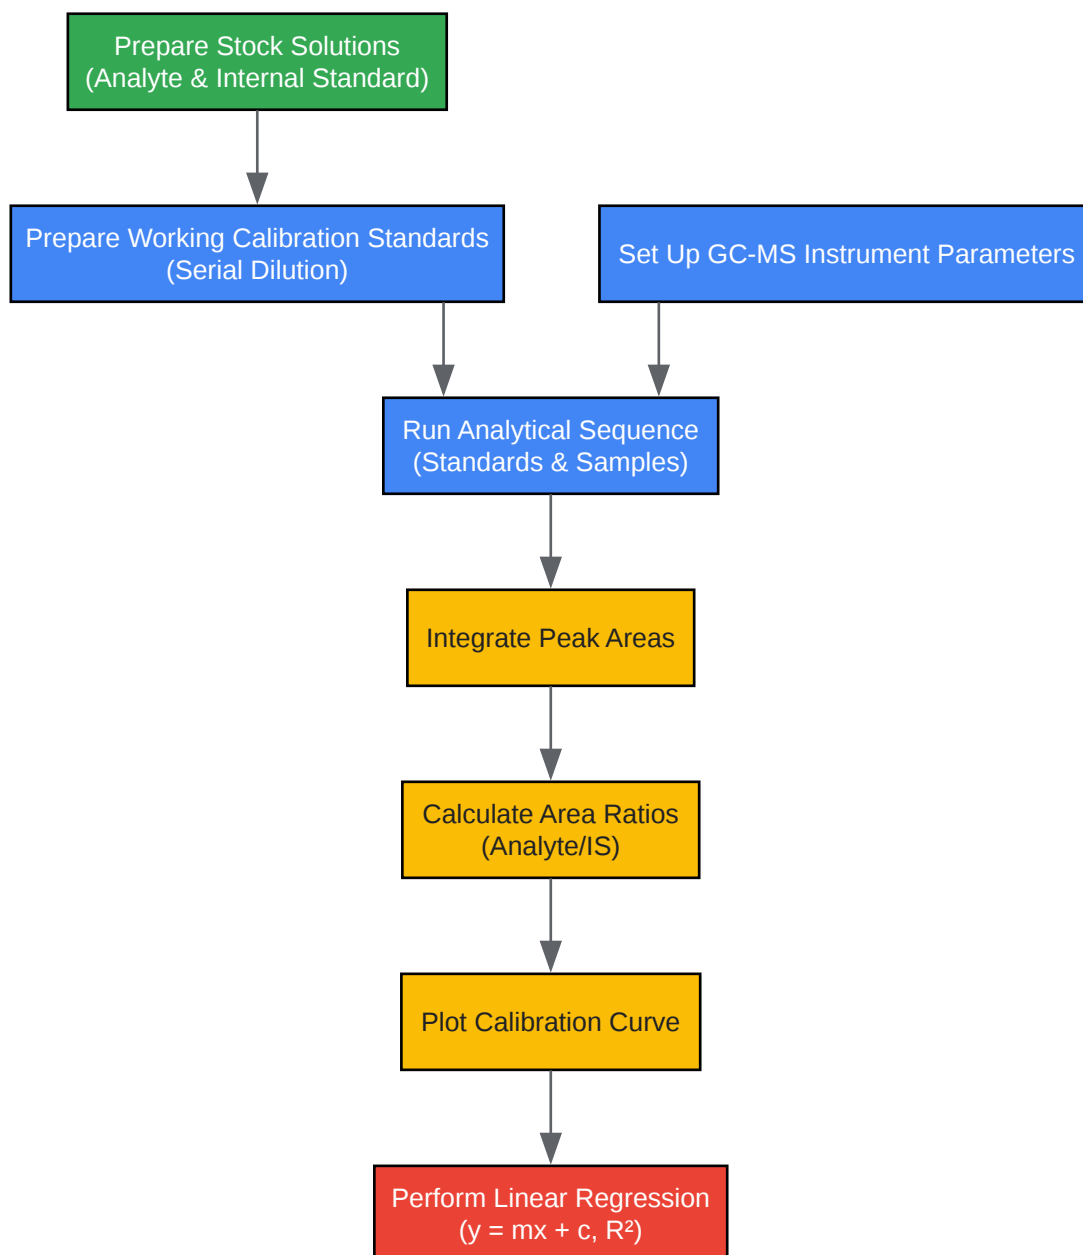 Prepare Stock Solutions
(Analyte & Internal Standard)
Prepare Working Calibration Standards
(Serial Dilution)
Set Up GC-MS Instrument Parameters
Run Analytical Sequence
(Standards & Samples)
Integrate Peak Areas
Calculate Area Ratios
(Analyte/IS)
Plot Calibration Curve
Perform Linear Regression
(y = mx + c, R²)